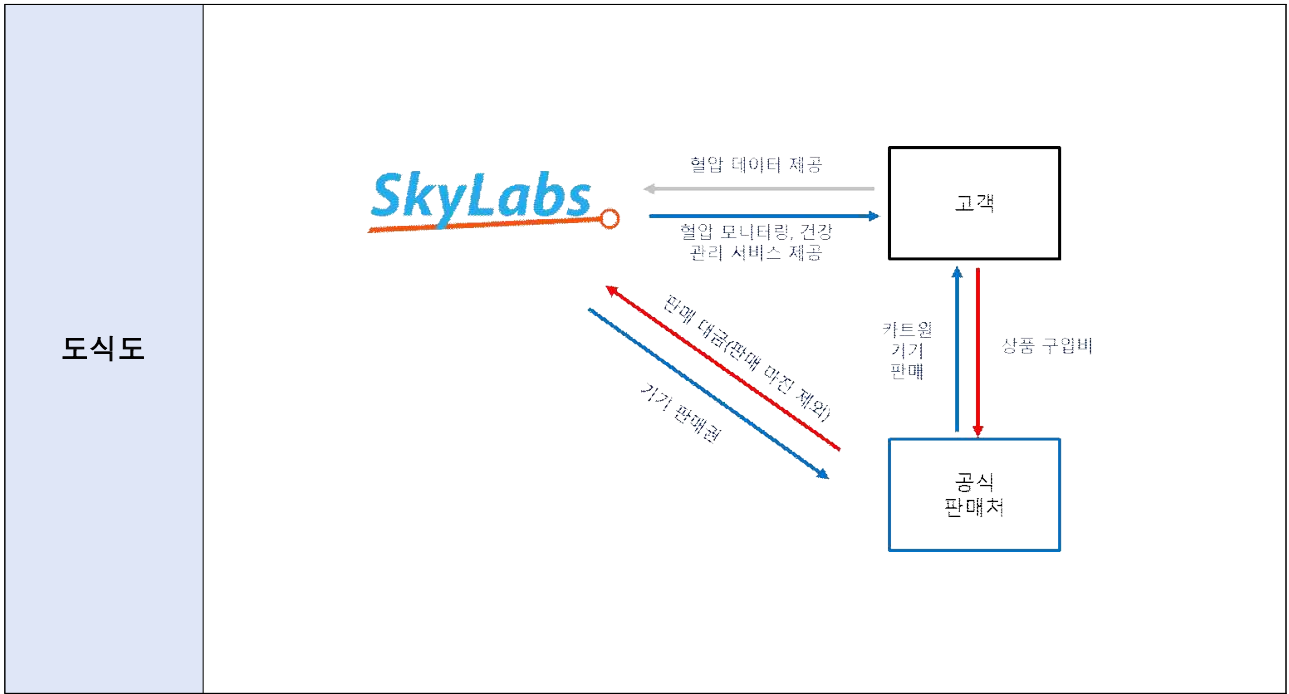 도식도
SkyLabs
혈압 데이터 제공
혈압 모니터링, 건강
관리 서비스 제공
고객
판매 대금(판매 마진 제외)
기기 판매권
카트원
기기
판매
상품 구입비
공식
판매처